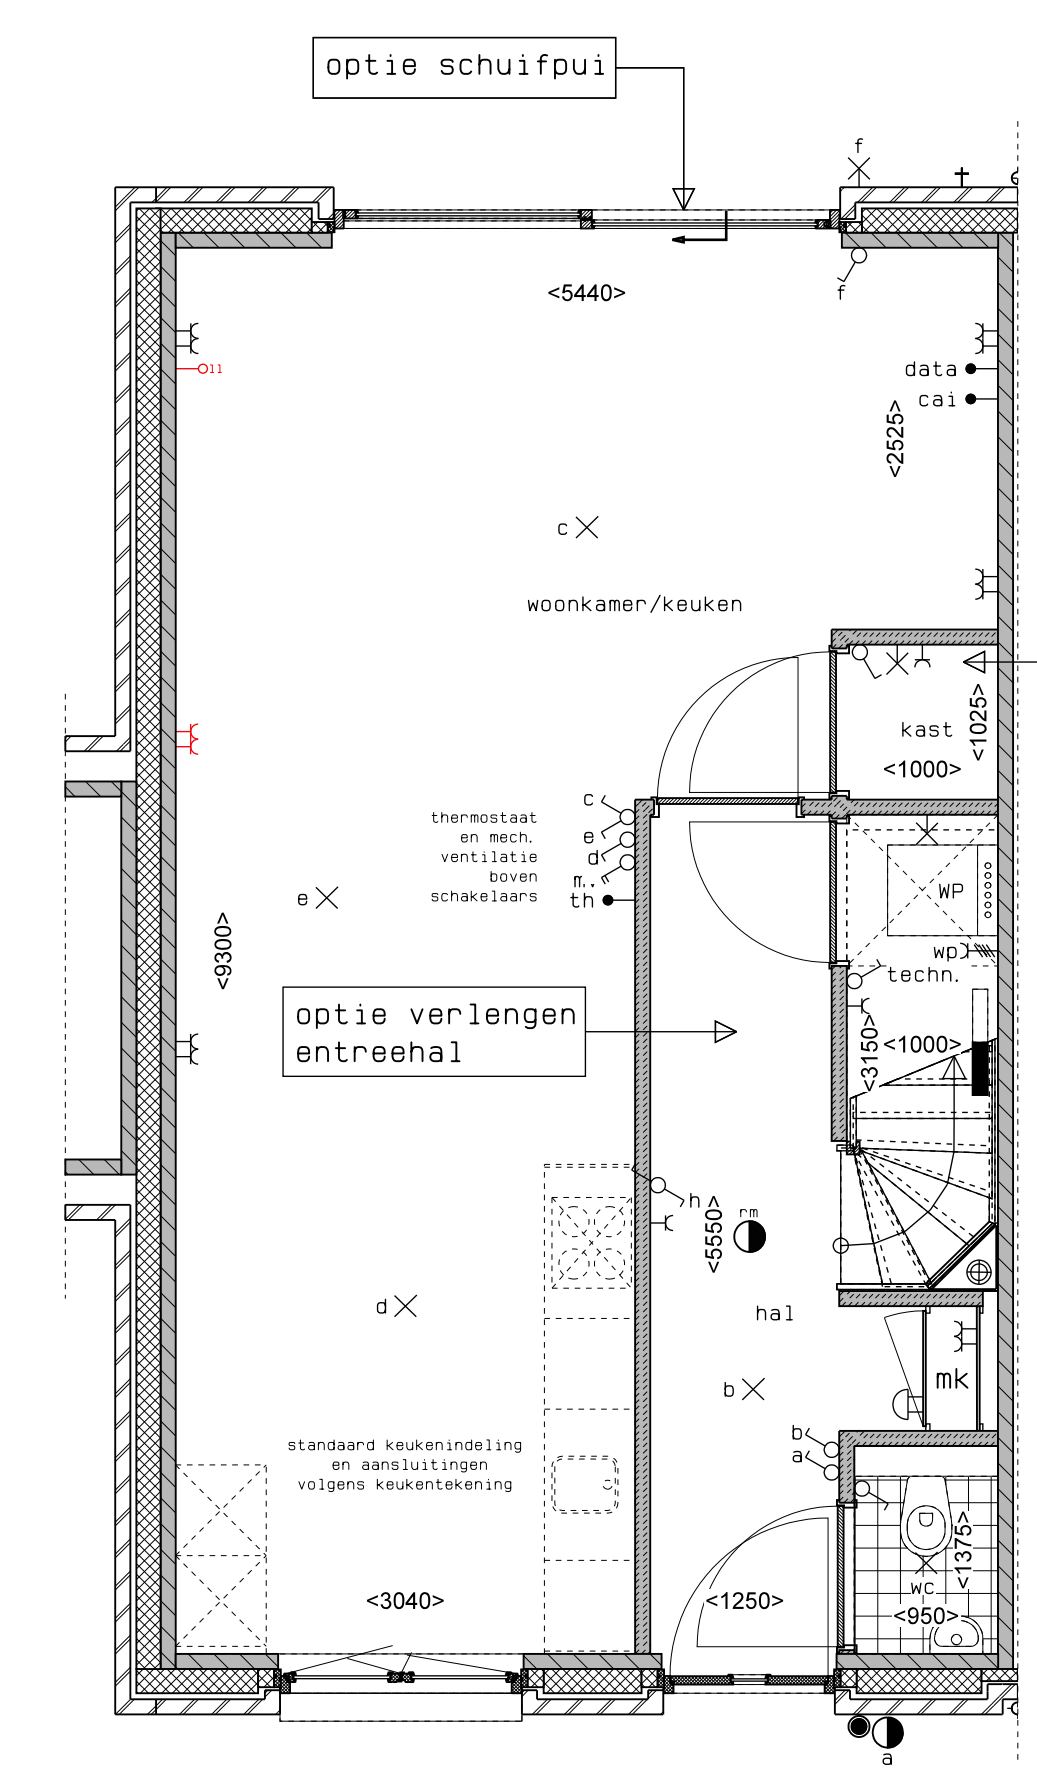 optie schuifpui
f
<5440>
f
data
cai
11
<2525>
c
woonkamer/keuken
kast
<1025>
<1000>
c
thermostaat
en mech.
ventilatie
boven
schakelaars
e
d
m..
th
WP
wp
techn.
e
<9300>
optie verlengen
entreehal
<3150>
<1000>
h
<5550>
rm
d
hal
mk
b
b
a
standaard keukenindeling
en aansluitingen
volgens keukentekening
<1375>
wc
<3040>
<1250>
<950>
a